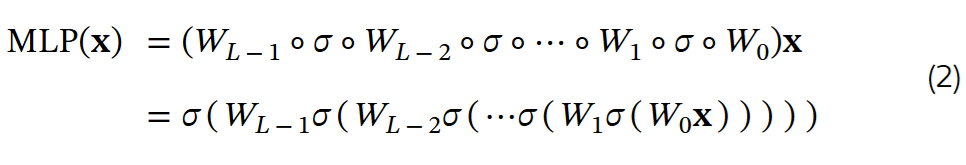 MLP(𝐱) = (W_{L−1} ∘ σ ∘ W_{L−2} ∘ σ ∘ ⋯ ∘ W_1 ∘ σ ∘ W_0)𝐱
= σ(W_{L−1}σ(W_{L−2}σ(⋯σ(W_1σ(W_0𝐱)))))
(2)